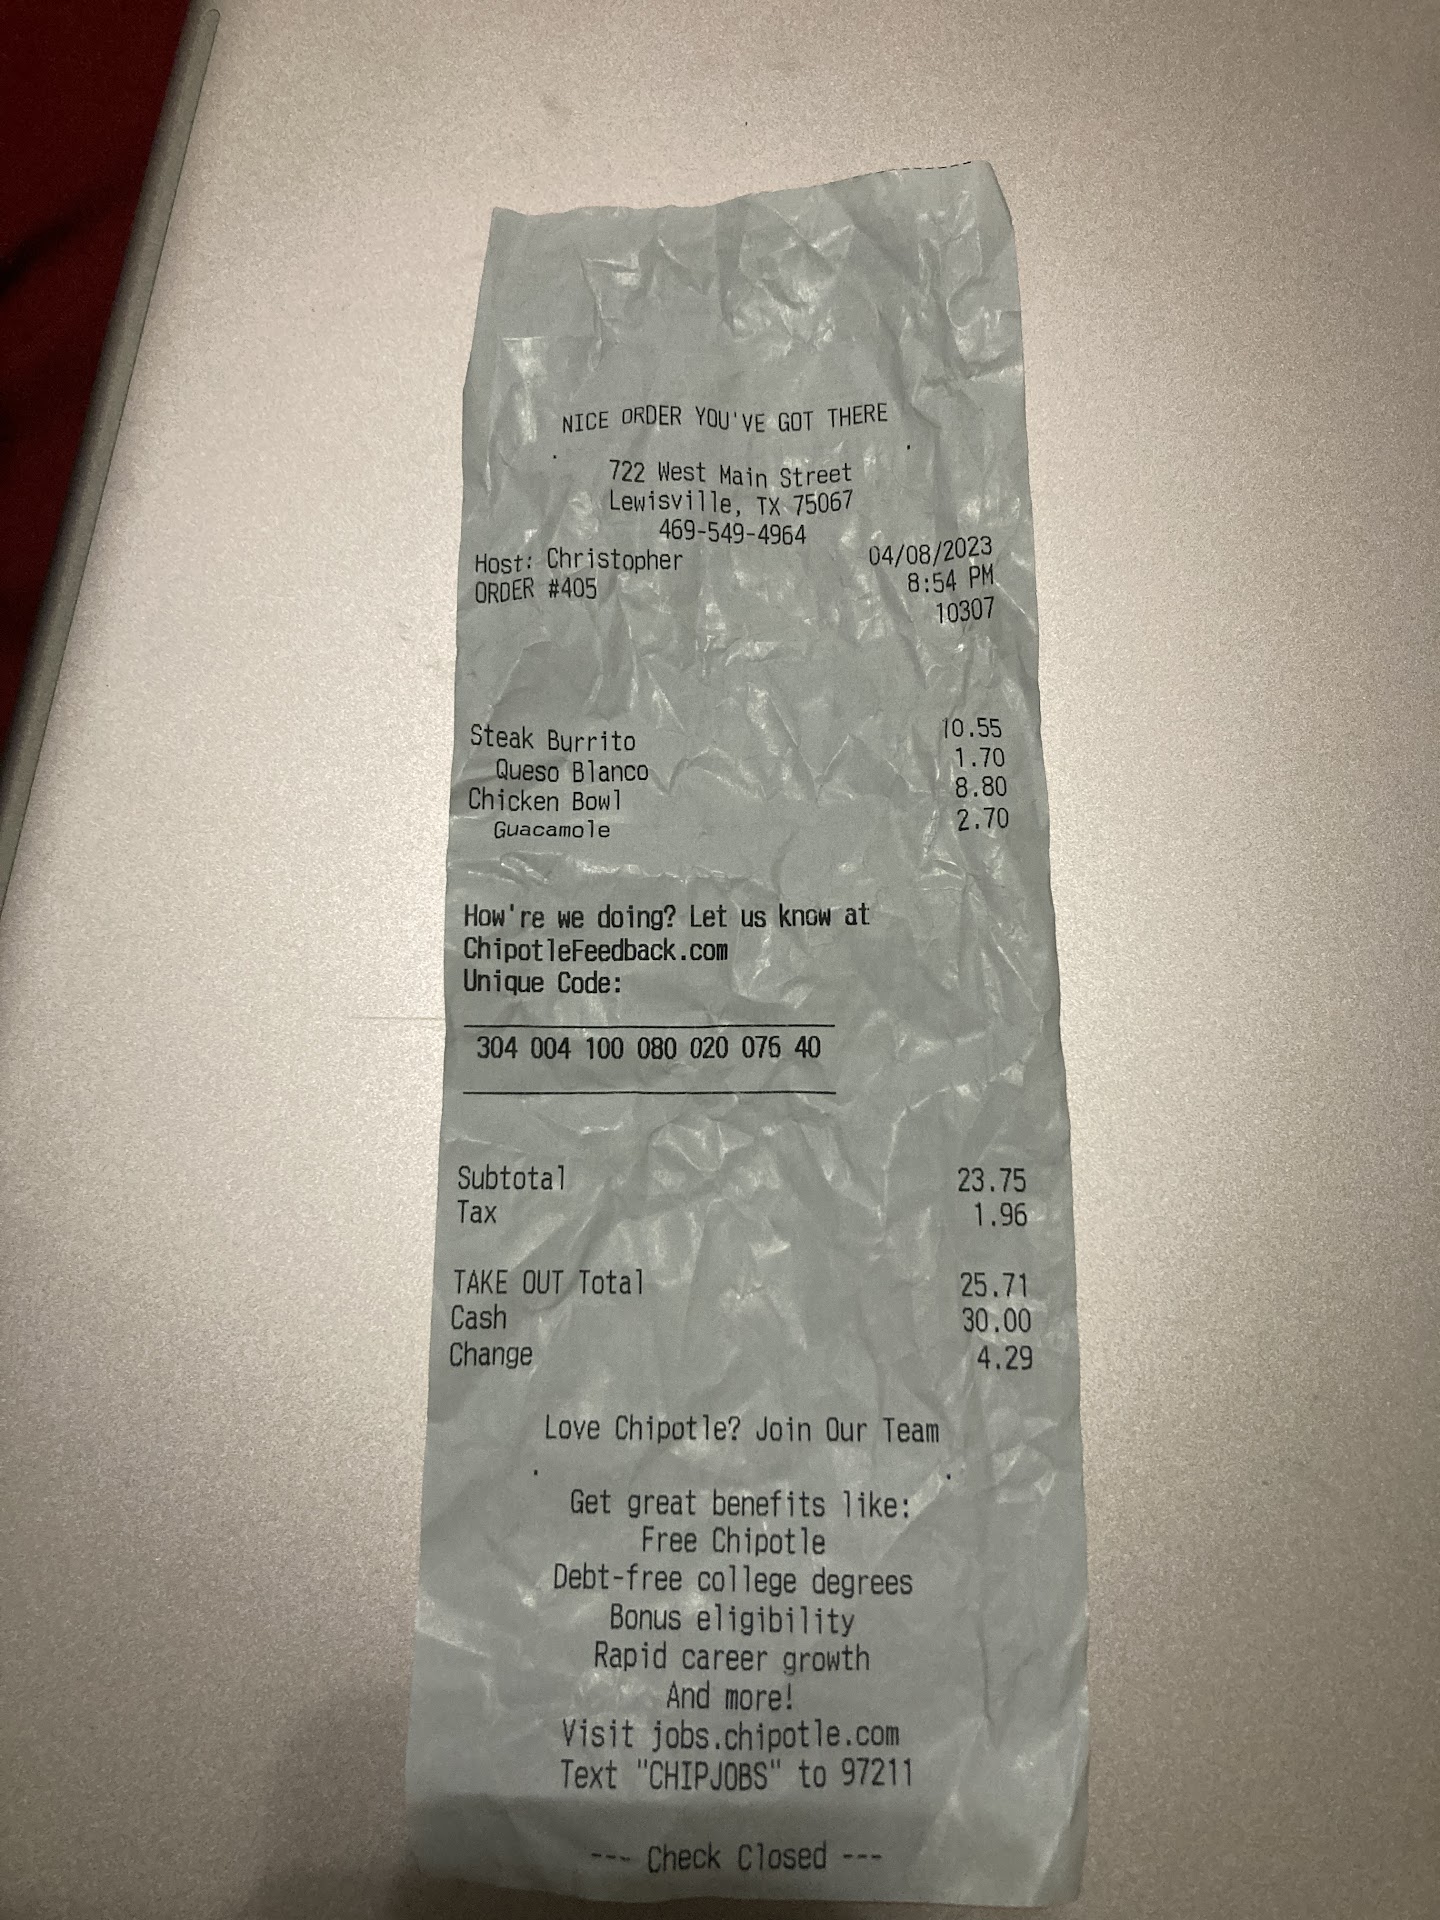 NICE ORDER YOU'VE GOT THERE
722 West Main Street
Lewisville, TX 75067
469-549-4964
Host: Christopher 04/08/2023
ORDER #405 8:54 PM
10307
Steak Burrito 10.55
Queso Blanco 1.70
Chicken Bowl 8.80
Guacamole 2.70
How're we doing? Let us know at
ChipotleFeedback.com
Unique Code:
304 004 100 080 020 076 40
Subtotal 23.75
Tax 1.96
TAKE OUT Total 25.71
Cash 30.00
Change 4.29
Love Chipotle? Join Our Team
Get great benefits like:
Free Chipotle
Debt-free college degrees
Bonus eligibility
Rapid career growth
And more!
Visit jobs.chipotle.com
Text "CHIPJOBS" to 97211
--- Check Closed ---